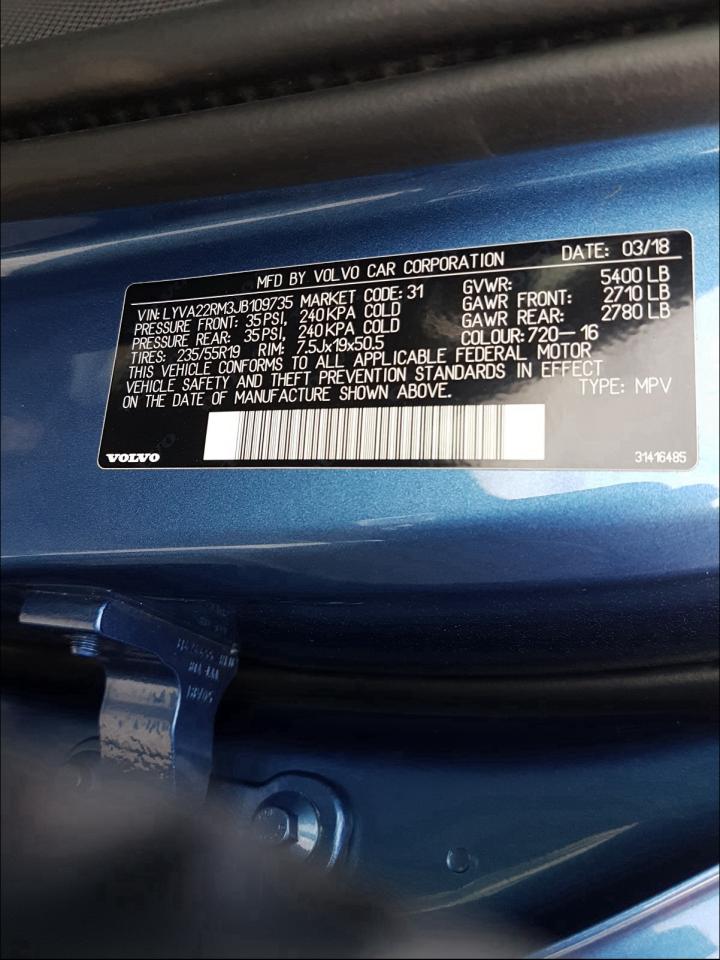 MFD BY VOLVO CAR CORPORATION DATE: 03/18
VIN: LYVA22RM3JB109735 MARKET CODE: 31 GVWR: 5400 LB
PRESSURE FRONT: 35 PSI, 240 KPA COLD GAWR FRONT: 2710 LB
PRESSURE REAR: 35 PSI, 240 KPA COLD GAWR REAR: 2780 LB
TIRES: 235/55R19 RIM: 7,5Jx19x50.5 COLOUR: 720-16
THIS VEHICLE CONFORMS TO ALL APPLICABLE FEDERAL MOTOR
VEHICLE SAFETY AND THEFT PREVENTION STANDARDS IN EFFECT
ON THE DATE OF MANUFACTURE SHOWN ABOVE. TYPE: MPV
VOLVO 31416485